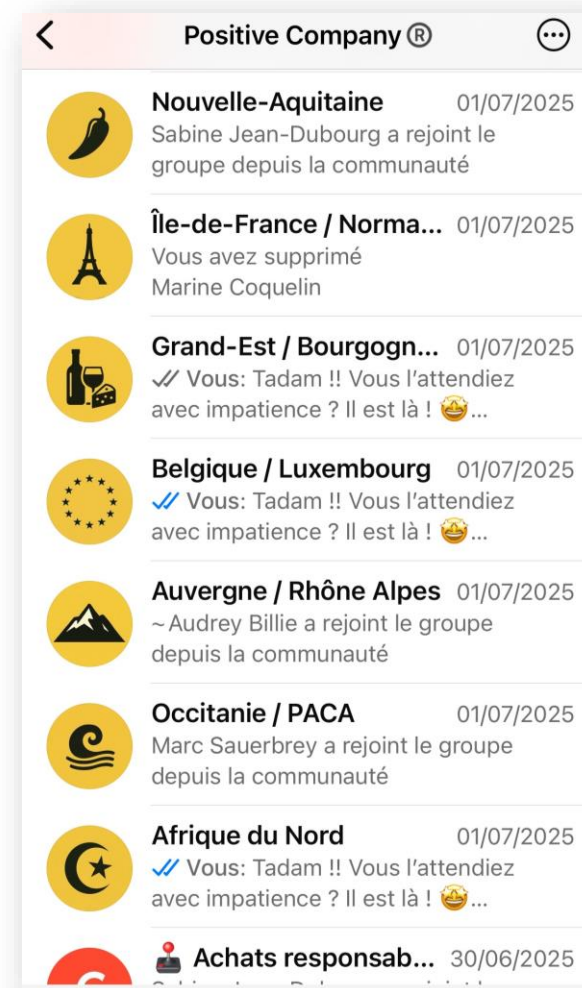 Positive Company ®
Nouvelle-Aquitaine 01/07/2025
Sabine Jean-Dubourg a rejoint le
groupe depuis la communauté
Île-de-France / Norma... 01/07/2025
Vous avez supprimé
Marine Coquelin
Grand-Est / Bourgogn... 01/07/2025
Vous: Tadam !! Vous l’attendiez
avec impatience ? Il est là ! 🤩...
Belgique / Luxembourg 01/07/2025
Vous: Tadam !! Vous l’attendiez
avec impatience ? Il est là ! 🤩...
Auvergne / Rhône Alpes 01/07/2025
~ Audrey Billie a rejoint le groupe
depuis la communauté
Occitanie / PACA 01/07/2025
Marc Sauerbrey a rejoint le groupe
depuis la communauté
Afrique du Nord 01/07/2025
Vous: Tadam !! Vous l’attendiez
avec impatience ? Il est là ! 🤩...
🕹️ Achats responsab... 30/06/2025